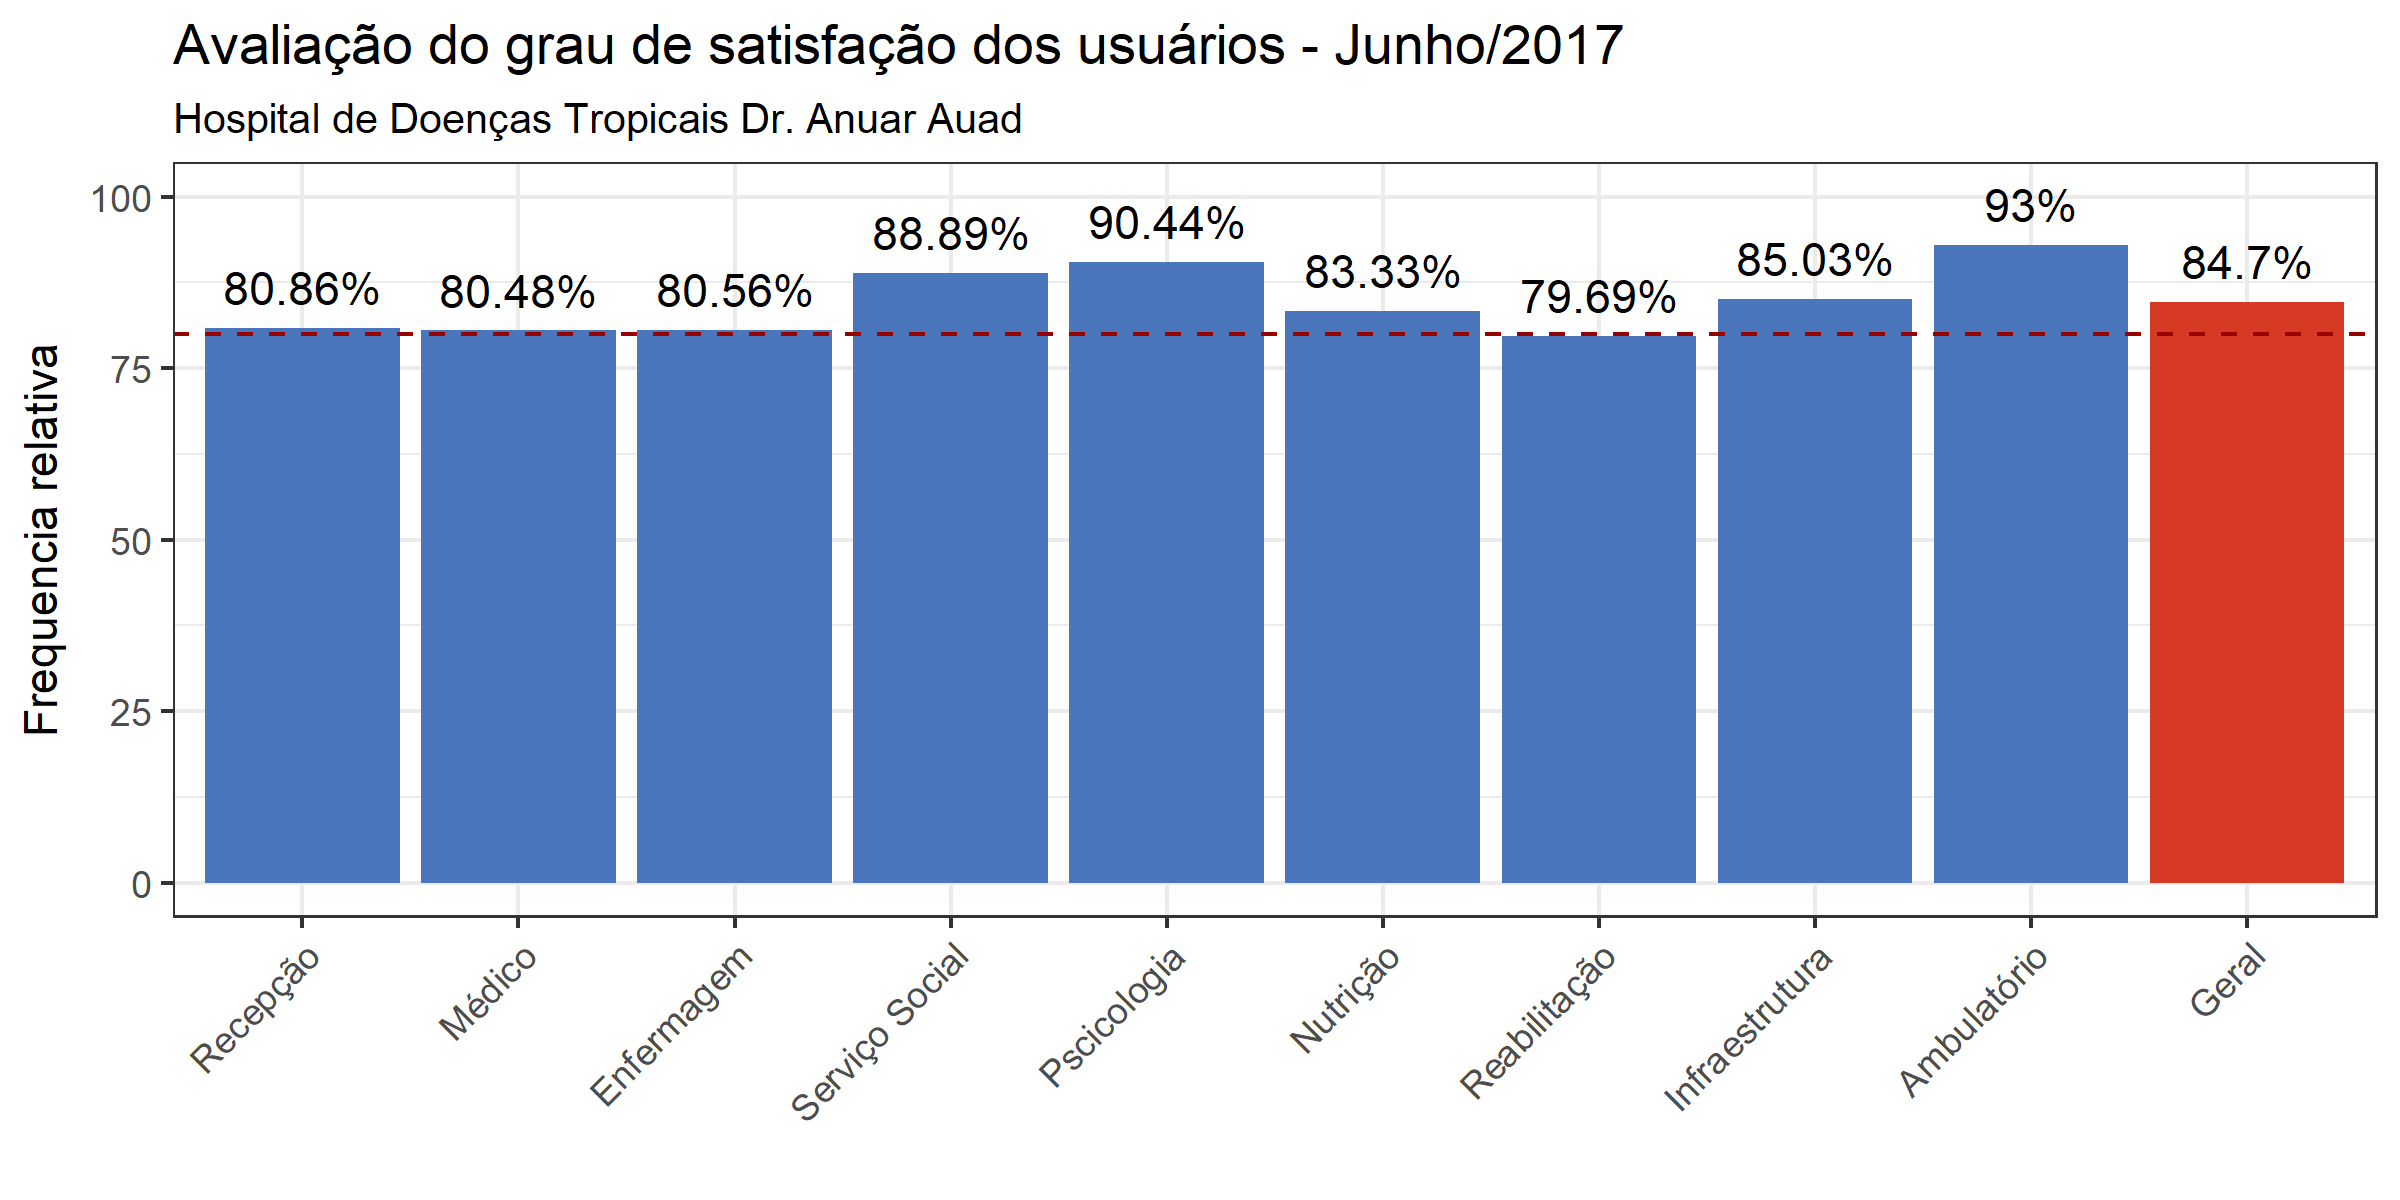 Avaliação do grau de satisfação dos usuários - Junho/2017
Hospital de Doenças Tropicais Dr. Anuar Auad
Frequencia relativa
100
75
50
25
0
80.86%
80.48%
80.56%
88.89%
90.44%
83.33%
79.69%
85.03%
93%
84.7%
Recepção
Médico
Enfermagem
Serviço Social
Pscicologia
Nutrição
Reabilitação
Infraestrutura
Ambulatório
Geral